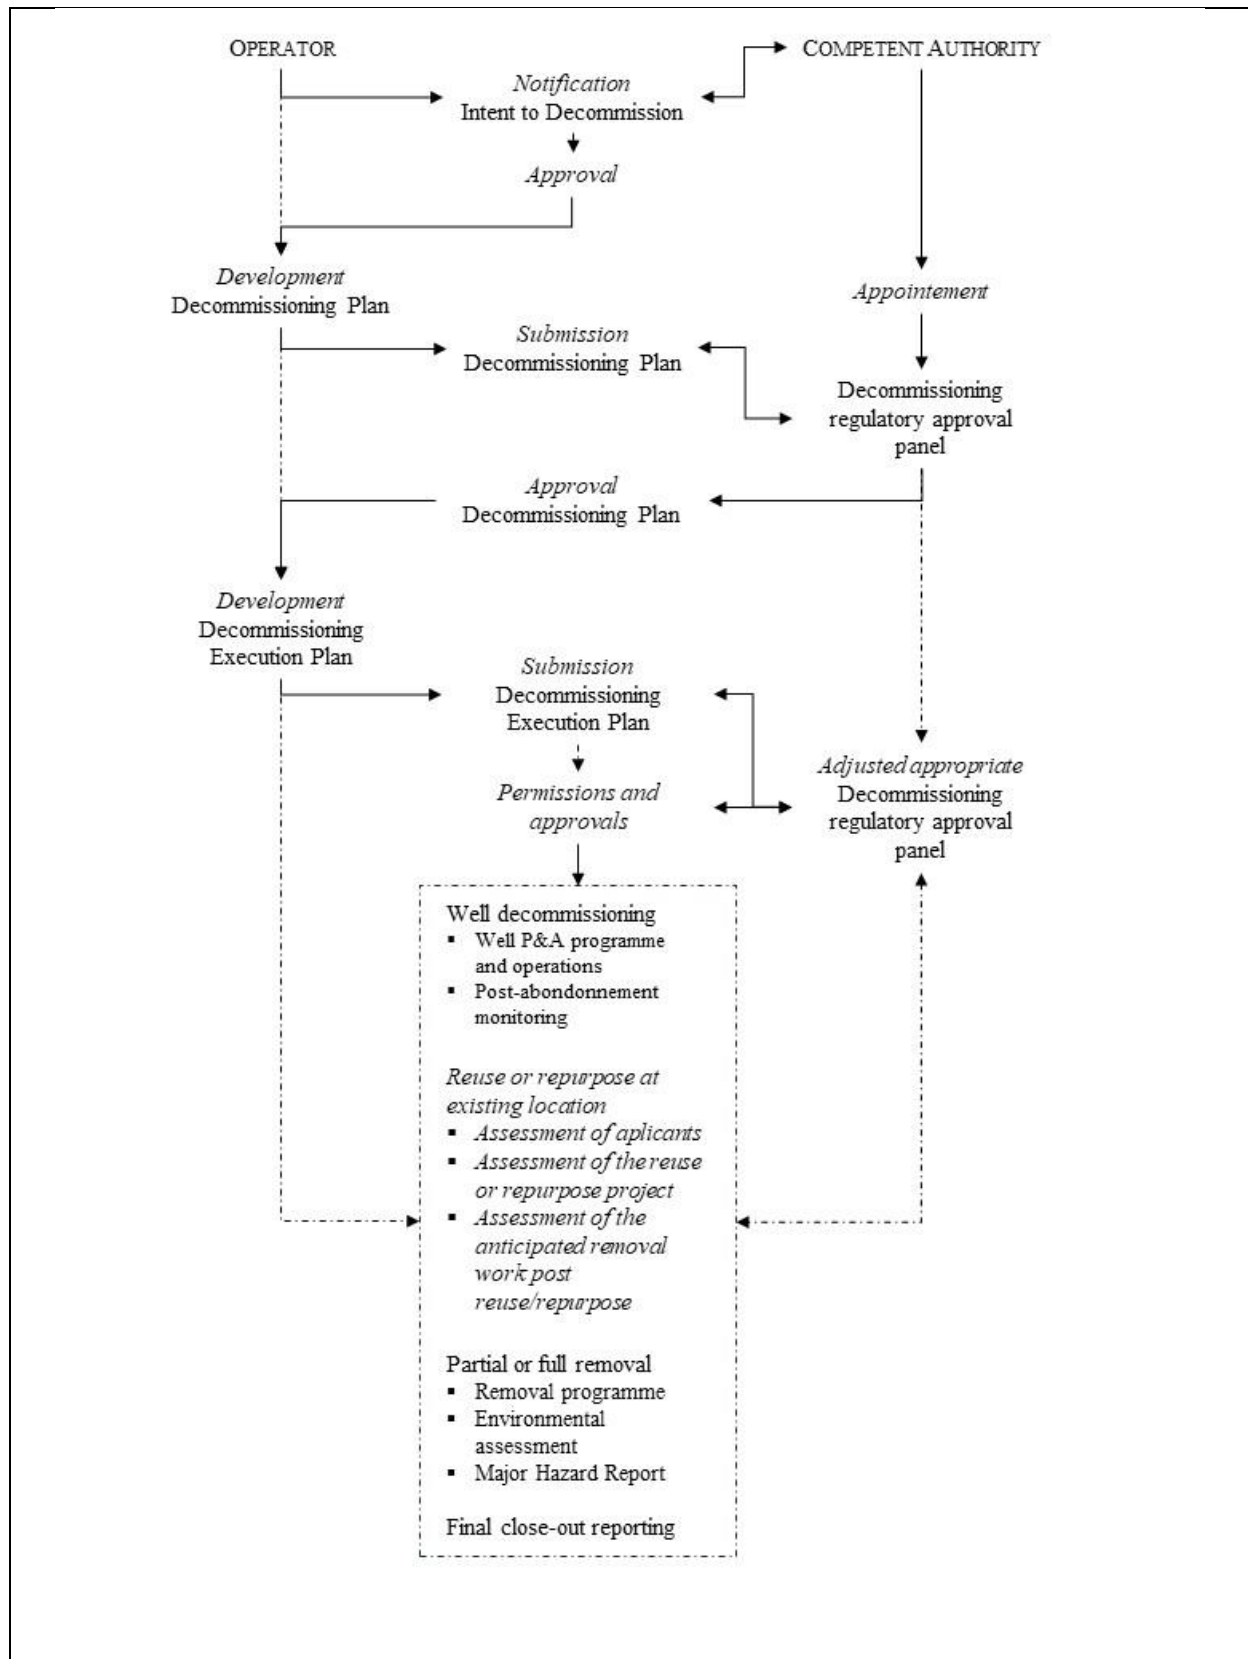 OPERATOR
COMPETENT AUTHORITY
Notification
Intent to Decommission
Approval
Development
Decommissioning Plan
Appointement
Submission
Decommissioning Plan
Decommissioning
regulatory approval
panel
Approval
Decommissioning Plan
Development
Decommissioning
Execution Plan
Submission
Decommissioning
Execution Plan
Adjusted appropriate
Decommissioning
regulatory approval
panel
Permissions and
approvals
Well decommissioning
▪ Well P&A programme
and operations
▪ Post-abondonnement
monitoring
Reuse or repurpose at
existing location
▪ Assessment of aplicants
▪ Assessment of the reuse
or repurpose project
▪ Assessment of the
anticipated removal
work post
reuse/repurpose
Partial or full removal
▪ Removal programme
▪ Environmental
assessment
▪ Major Hazard Report
Final close-out reporting